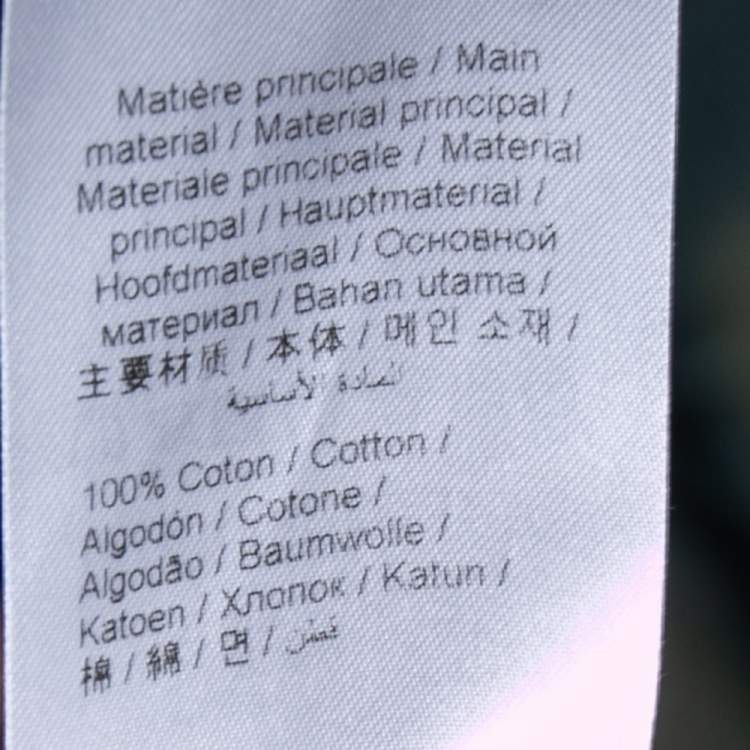 Matière principale / Main
material / Material principal /
Materiale principale / Material
principal / Hauptmaterial /
Hoofdmateriaal / Основной
материал / Bahan utama /
主要材质 / 本体 / 메인 소재 /
المادة الأساسية
100% Coton / Cotton /
Algodón / Cotone /
Algodão / Baumwolle /
Katoen / Хлопок / Katun /
棉 / 綿 / 면 / قطن